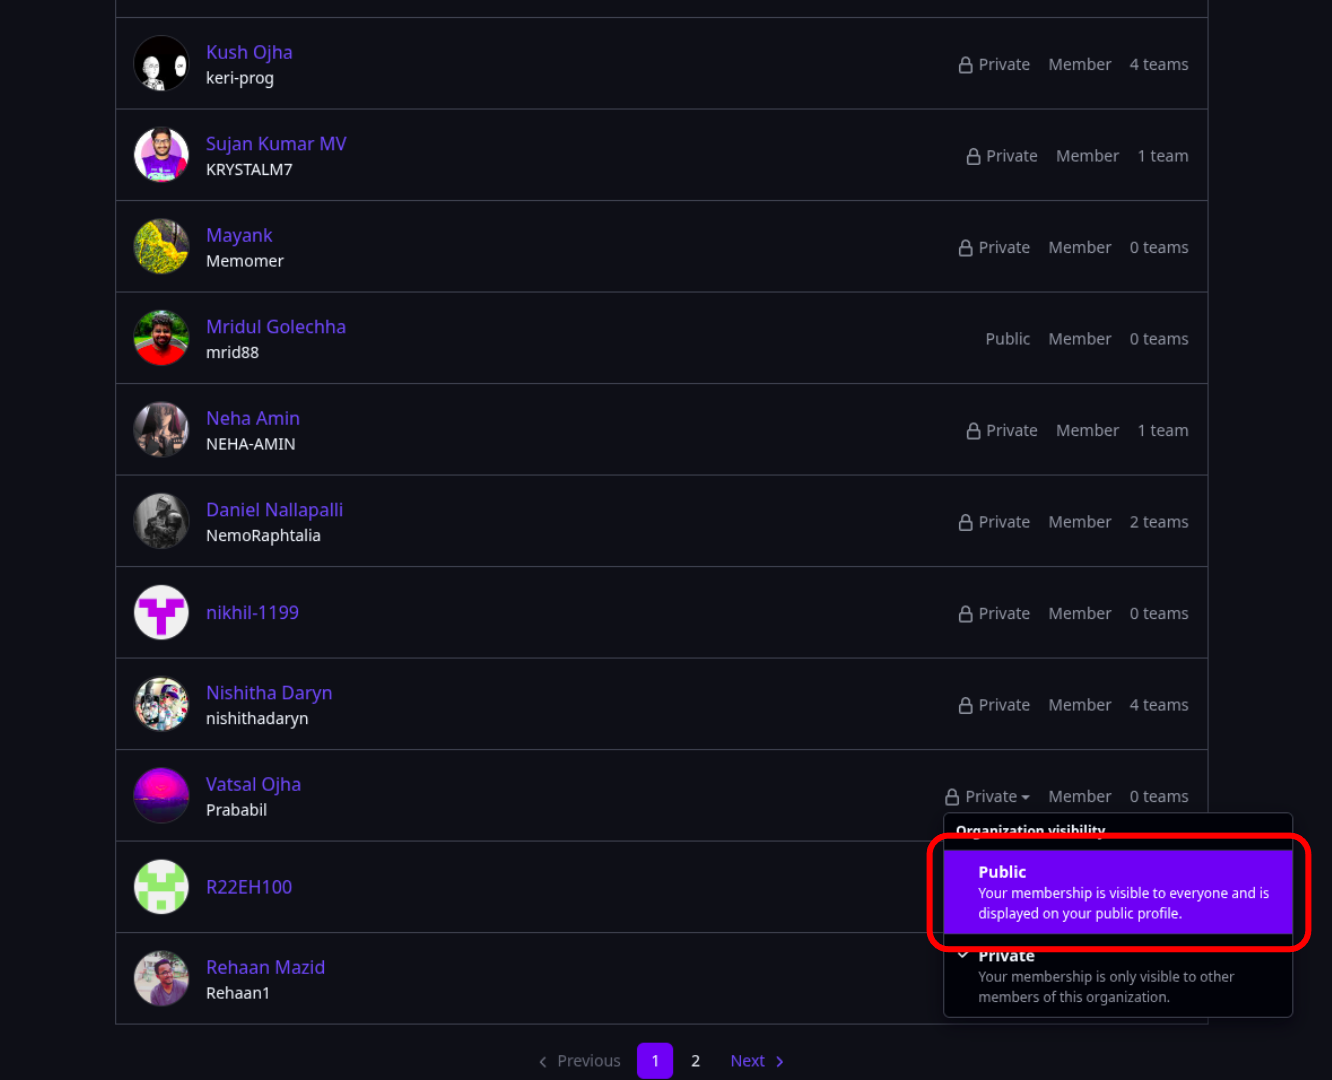 Kush Ojha
keri-prog
Private Member 4 teams
Sujan Kumar MV
KRYSTALM7
Private Member 1 team
Mayank
Memomer
Private Member 0 teams
Mridul Golechha
mrid88
Public Member 0 teams
Neha Amin
NEHA-AMIN
Private Member 1 team
Daniel Nallapalli
NemoRaphtalia
Private Member 2 teams
nikhil-1199
Private Member 0 teams
Nishitha Daryn
nishithadaryn
Private Member 4 teams
Vatsal Ojha
Prababil
Private Member 0 teams
Organization visibility
Public
Your membership is visible to everyone and is
displayed on your public profile.
Private
Your membership is only visible to other
members of this organization.
R22EH100
Rehaan Mazid
Rehaan1
Previous 1 2 Next